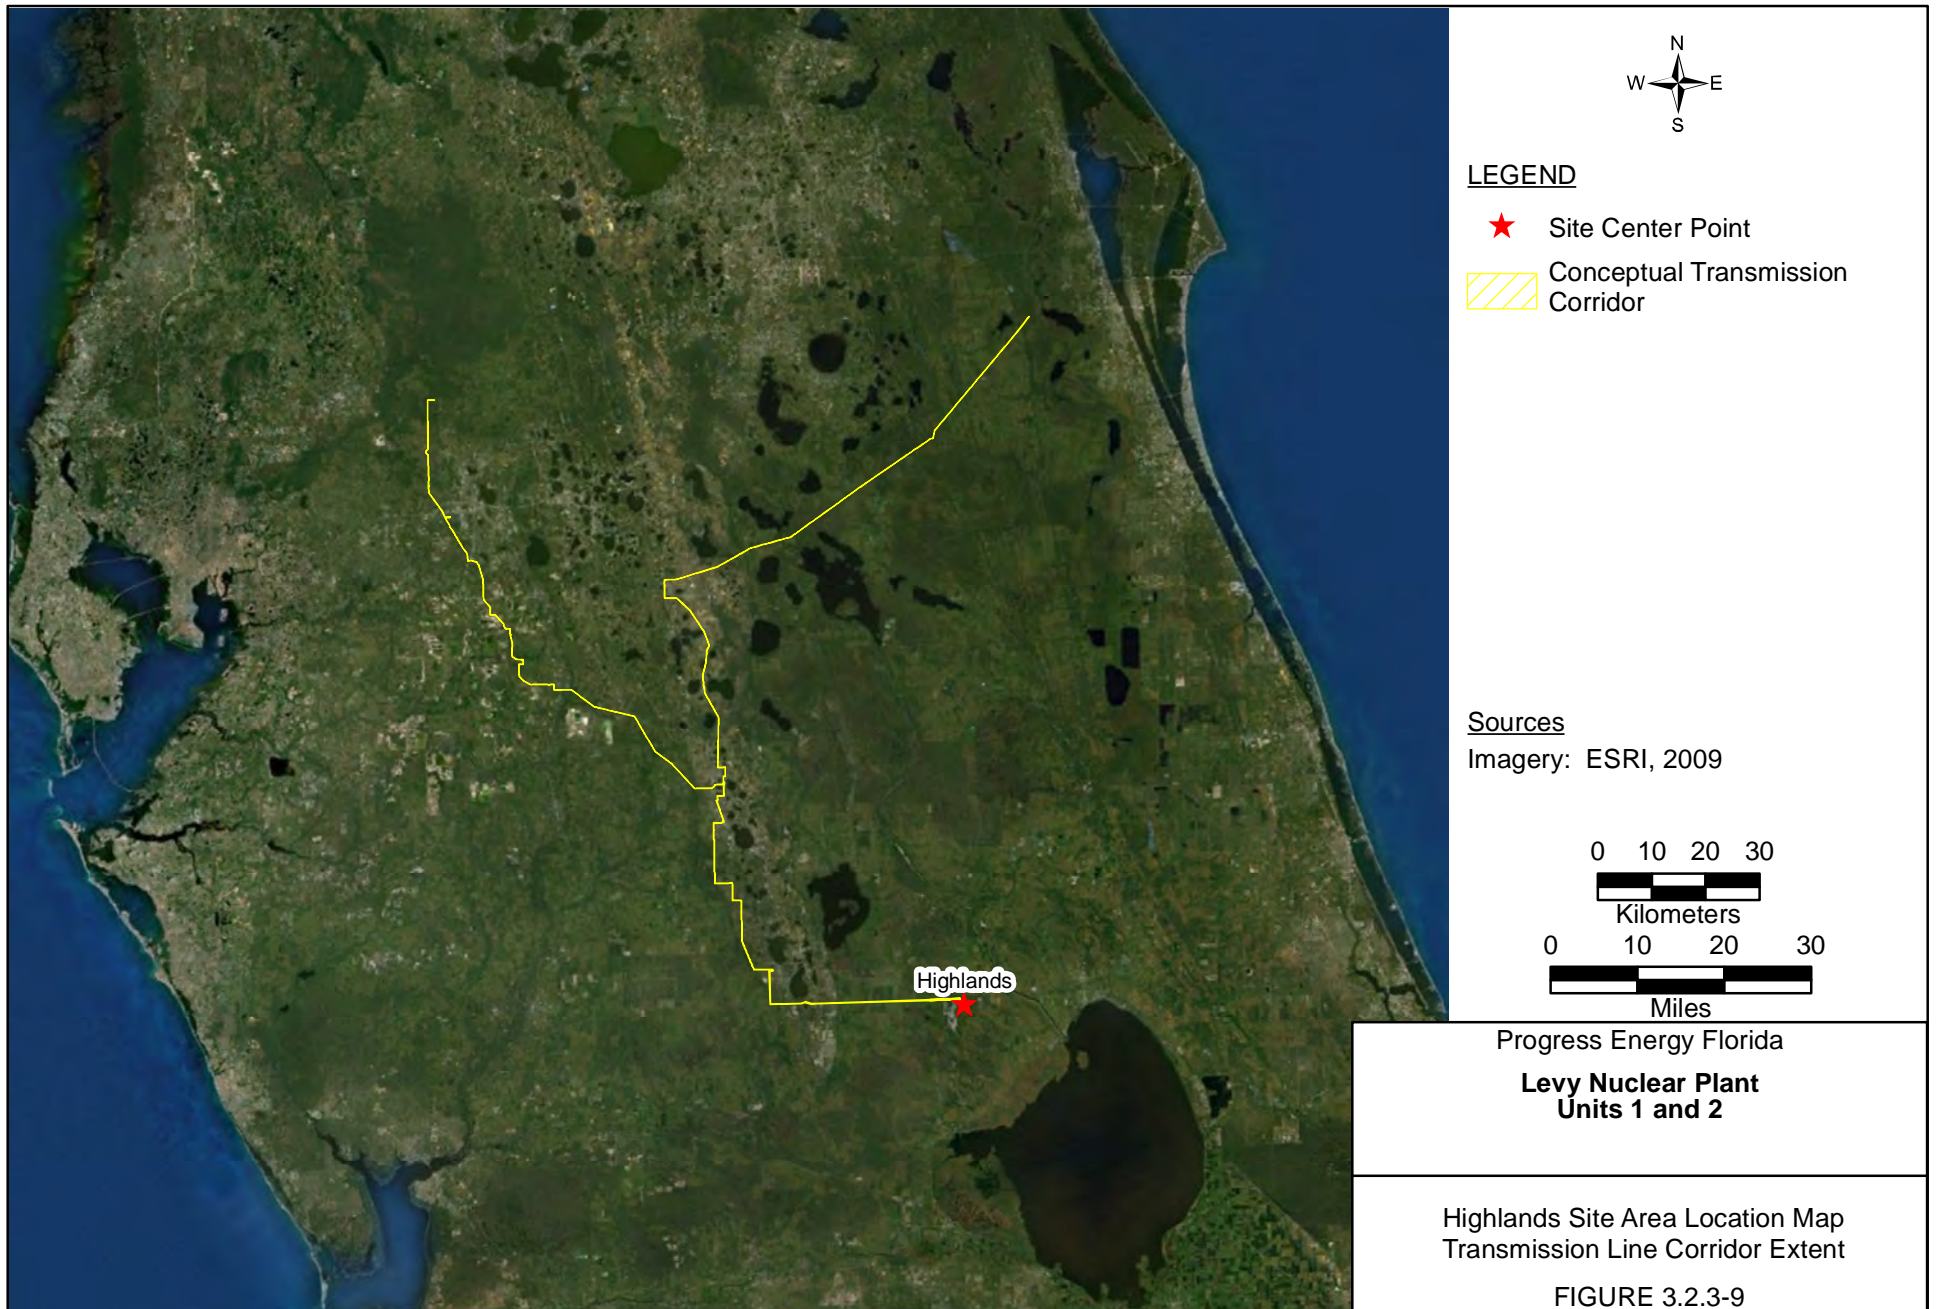 N
W E
S
LEGEND
Site Center Point
Conceptual Transmission
Corridor
Highlands
Sources
Imagery: ESRI, 2009
0 10 20 30
Kilometers
0 10 20 30
Miles
Progress Energy Florida
Levy Nuclear Plant
Units 1 and 2
Highlands Site Area Location Map
Transmission Line Corridor Extent
FIGURE 3.2.3-9